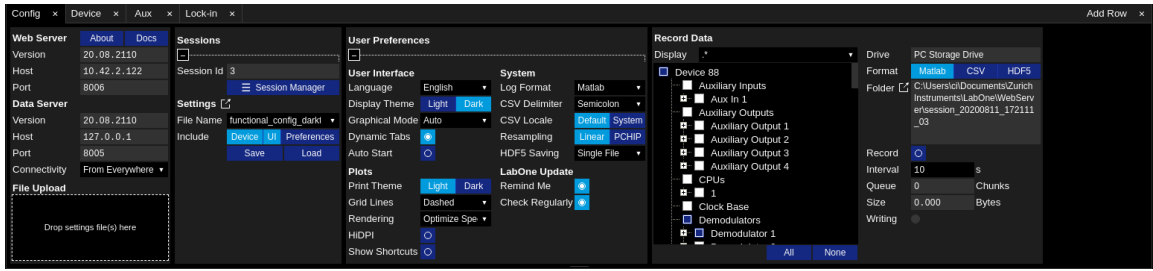 Config × Device × Aux × Lock-in × Add Row ×
Web Server About Docs
Version 20.08.2110
Host 10.42.2.122
Port 8006
Data Server
Version 20.08.2110
Host 127.0.0.1
Port 8005
Connectivity From Everywhere
File Upload
Drop settings file(s) here
Sessions
Session Id 3
Session Manager
Settings
File Name functional_config_darkl
Include Device UI Preferences
Save Load
User Preferences
User Interface
Language English
Display Theme Light Dark
Graphical Mode Auto
Dynamic Tabs
Auto Start
Plots
Print Theme Light Dark
Grid Lines Dashed
Rendering Optimize Spe
HiDPI
Show Shortcuts
System
Log Format Matlab
CSV Delimiter Semicolon
CSV Locale Default System
Resampling Linear PCHIP
HDF5 Saving Single File
LabOne Update
Remind Me
Check Regularly
Record Data
Display .*
Device 88
Auxiliary Inputs
Aux In 1
Auxiliary Outputs
Auxiliary Output 1
Auxiliary Output 2
Auxiliary Output 3
Auxiliary Output 4
CPUs
1
Clock Base
Demodulators
Demodulator 1
All None
Drive PC Storage Drive
Format Matlab CSV HDF5
Folder C:\Users\ci\Documents\Zurich
Instruments\LabOne\WebServ
er\session_20200811_172111
_03
Record
Interval 10 s
Queue 0 Chunks
Size 0.000 Bytes
Writing